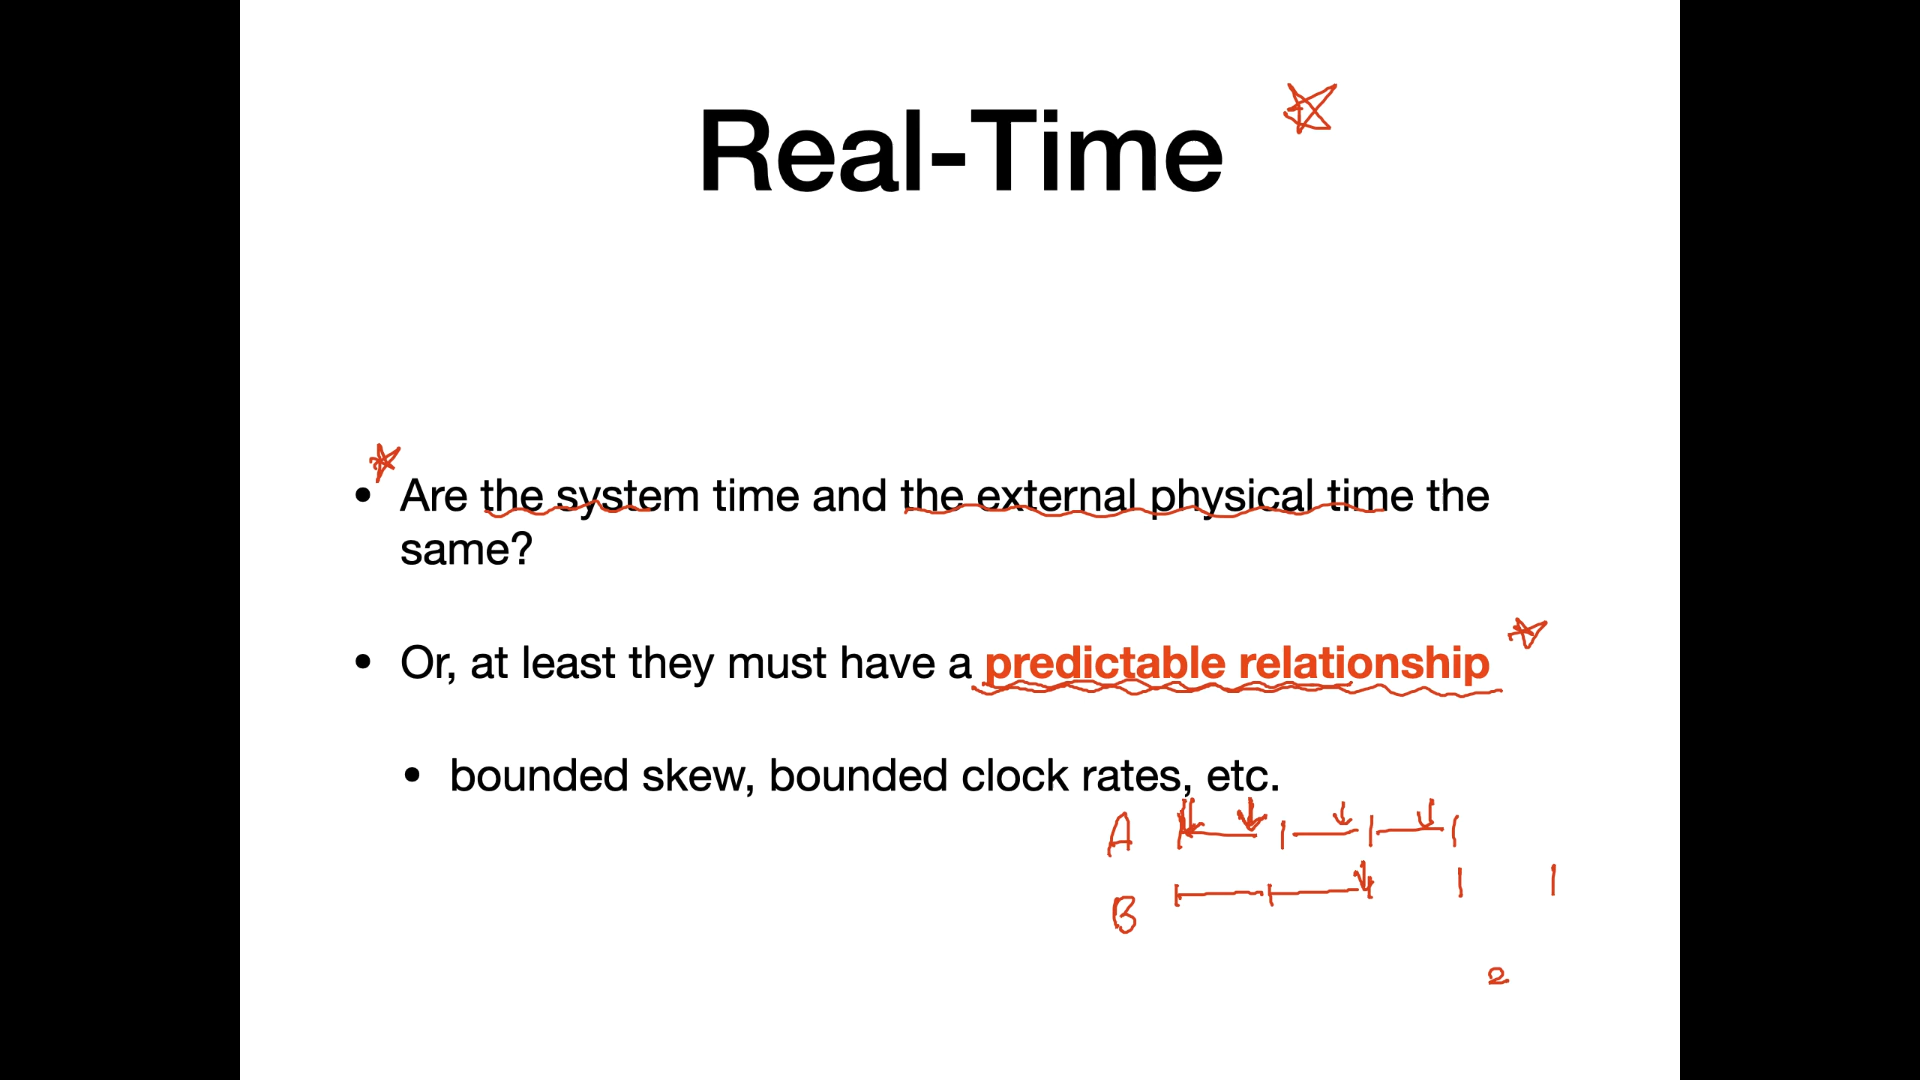 Real-Time
• Are the system time and the external physical time the
same?
• Or, at least they must have a predictable relationship
• bounded skew, bounded clock rates, etc.
A
B
2